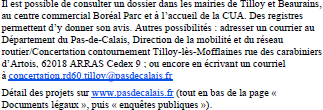 Il est possible de consulter un dossier dans les mairies de Tilloy et Beaurains,
au centre commercial Boréal Parc et à l'accueil de la CUA. Des registres
permettent d'y donner son avis. Autres possibilités : adresser un courrier au
Département du Pas-de-Calais, Direction de la mobilité et du réseau
routier/Concertation contournement Tilloy-lès-Mofflaines rue des carabiniers
d'Artois, 62018 ARRAS Cedex 9 ; ou encore en écrivant un courriel
à concertation.rd60.tilloy@pasdecalais.fr
Détail des projets sur www.pasdecalais.fr (tout en bas de la page «
Documents légaux », puis « enquêtes publiques »).